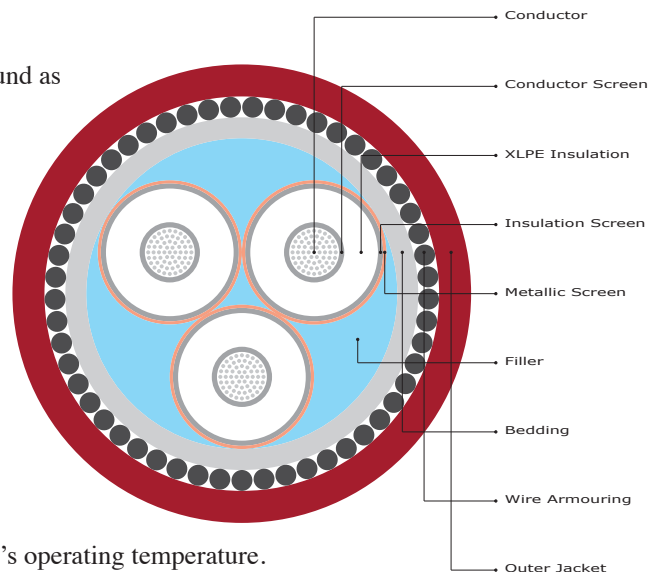 Conductor
und as
Conductor Screen
XLPE Insulation
Insulation Screen
Metallic Screen
Filler
Bedding
Wire Armouring
's operating temperature.
Outer Jacket